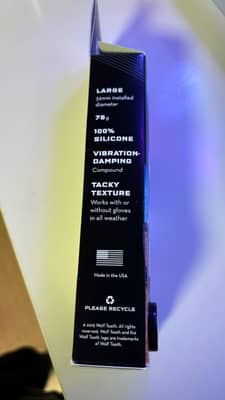 LARGE
36mm installed
diameter
76g
100%
SILICONE
VIBRATION-
DAMPING
Compound
TACKY
TEXTURE
Works with or
without gloves
in all weather
Made in the USA
PLEASE RECYCLE
Wolf Tooth. All rights
reserved. Wolf Tooth and the
Wolf Tooth logo are trademarks
of Wolf Tooth.